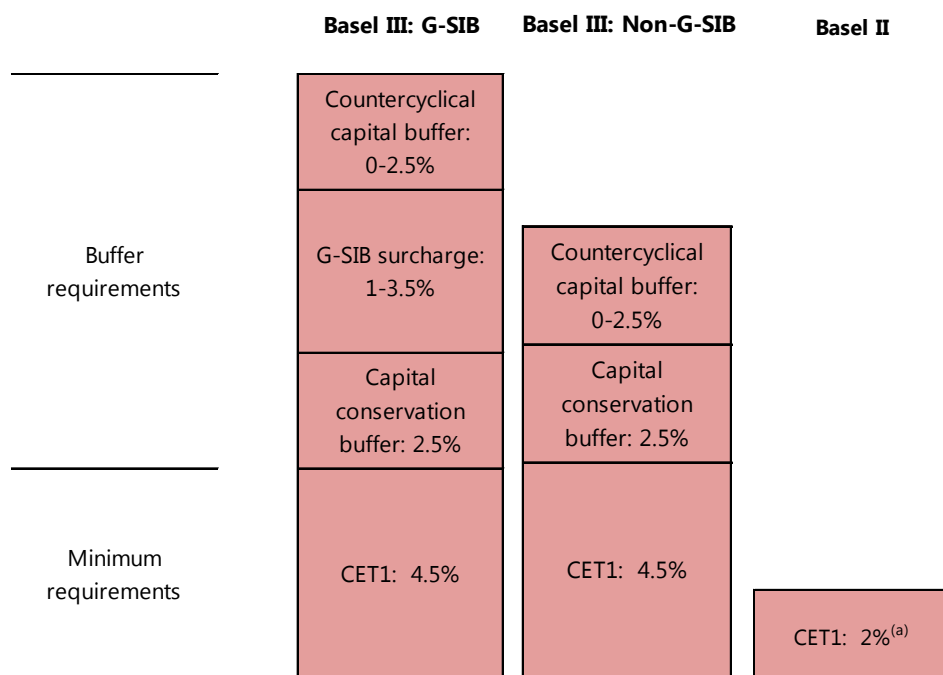 Basel III: G-SIB
Basel III: Non-G-SIB
Basel II
Buffer
requirements
Minimum
requirements
Countercyclical
capital buffer:
0-2.5%
G-SIB surcharge:
1-3.5%
Capital
conservation
buffer: 2.5%
CET1:  4.5%
Countercyclical
capital buffer:
0-2.5%
Capital
conservation
buffer: 2.5%
CET1:  4.5%
CET1:  2%(a)